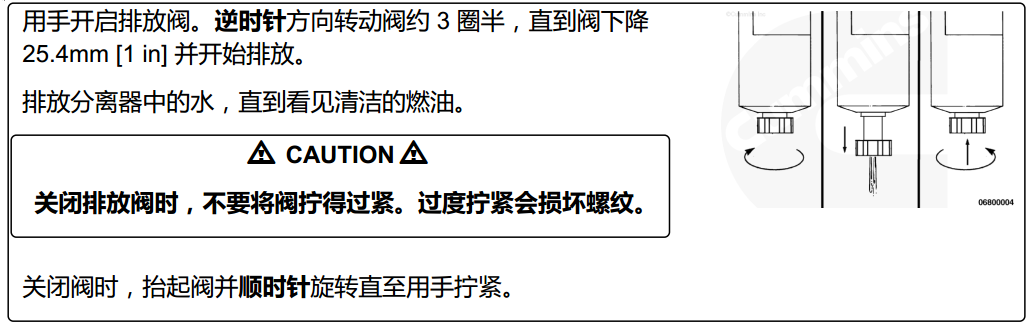 用手开启排放阀。逆时针方向转动阀约 3 圈半，直到阀下降
25.4mm [1 in] 并开始排放。
排放分离器中的水，直到看见清洁的燃油。
CAUTION
关闭排放阀时，不要将阀拧得过紧。过度拧紧会损坏螺纹。
关闭阀时，抬起阀并顺时针旋转直至用手拧紧。
06800004